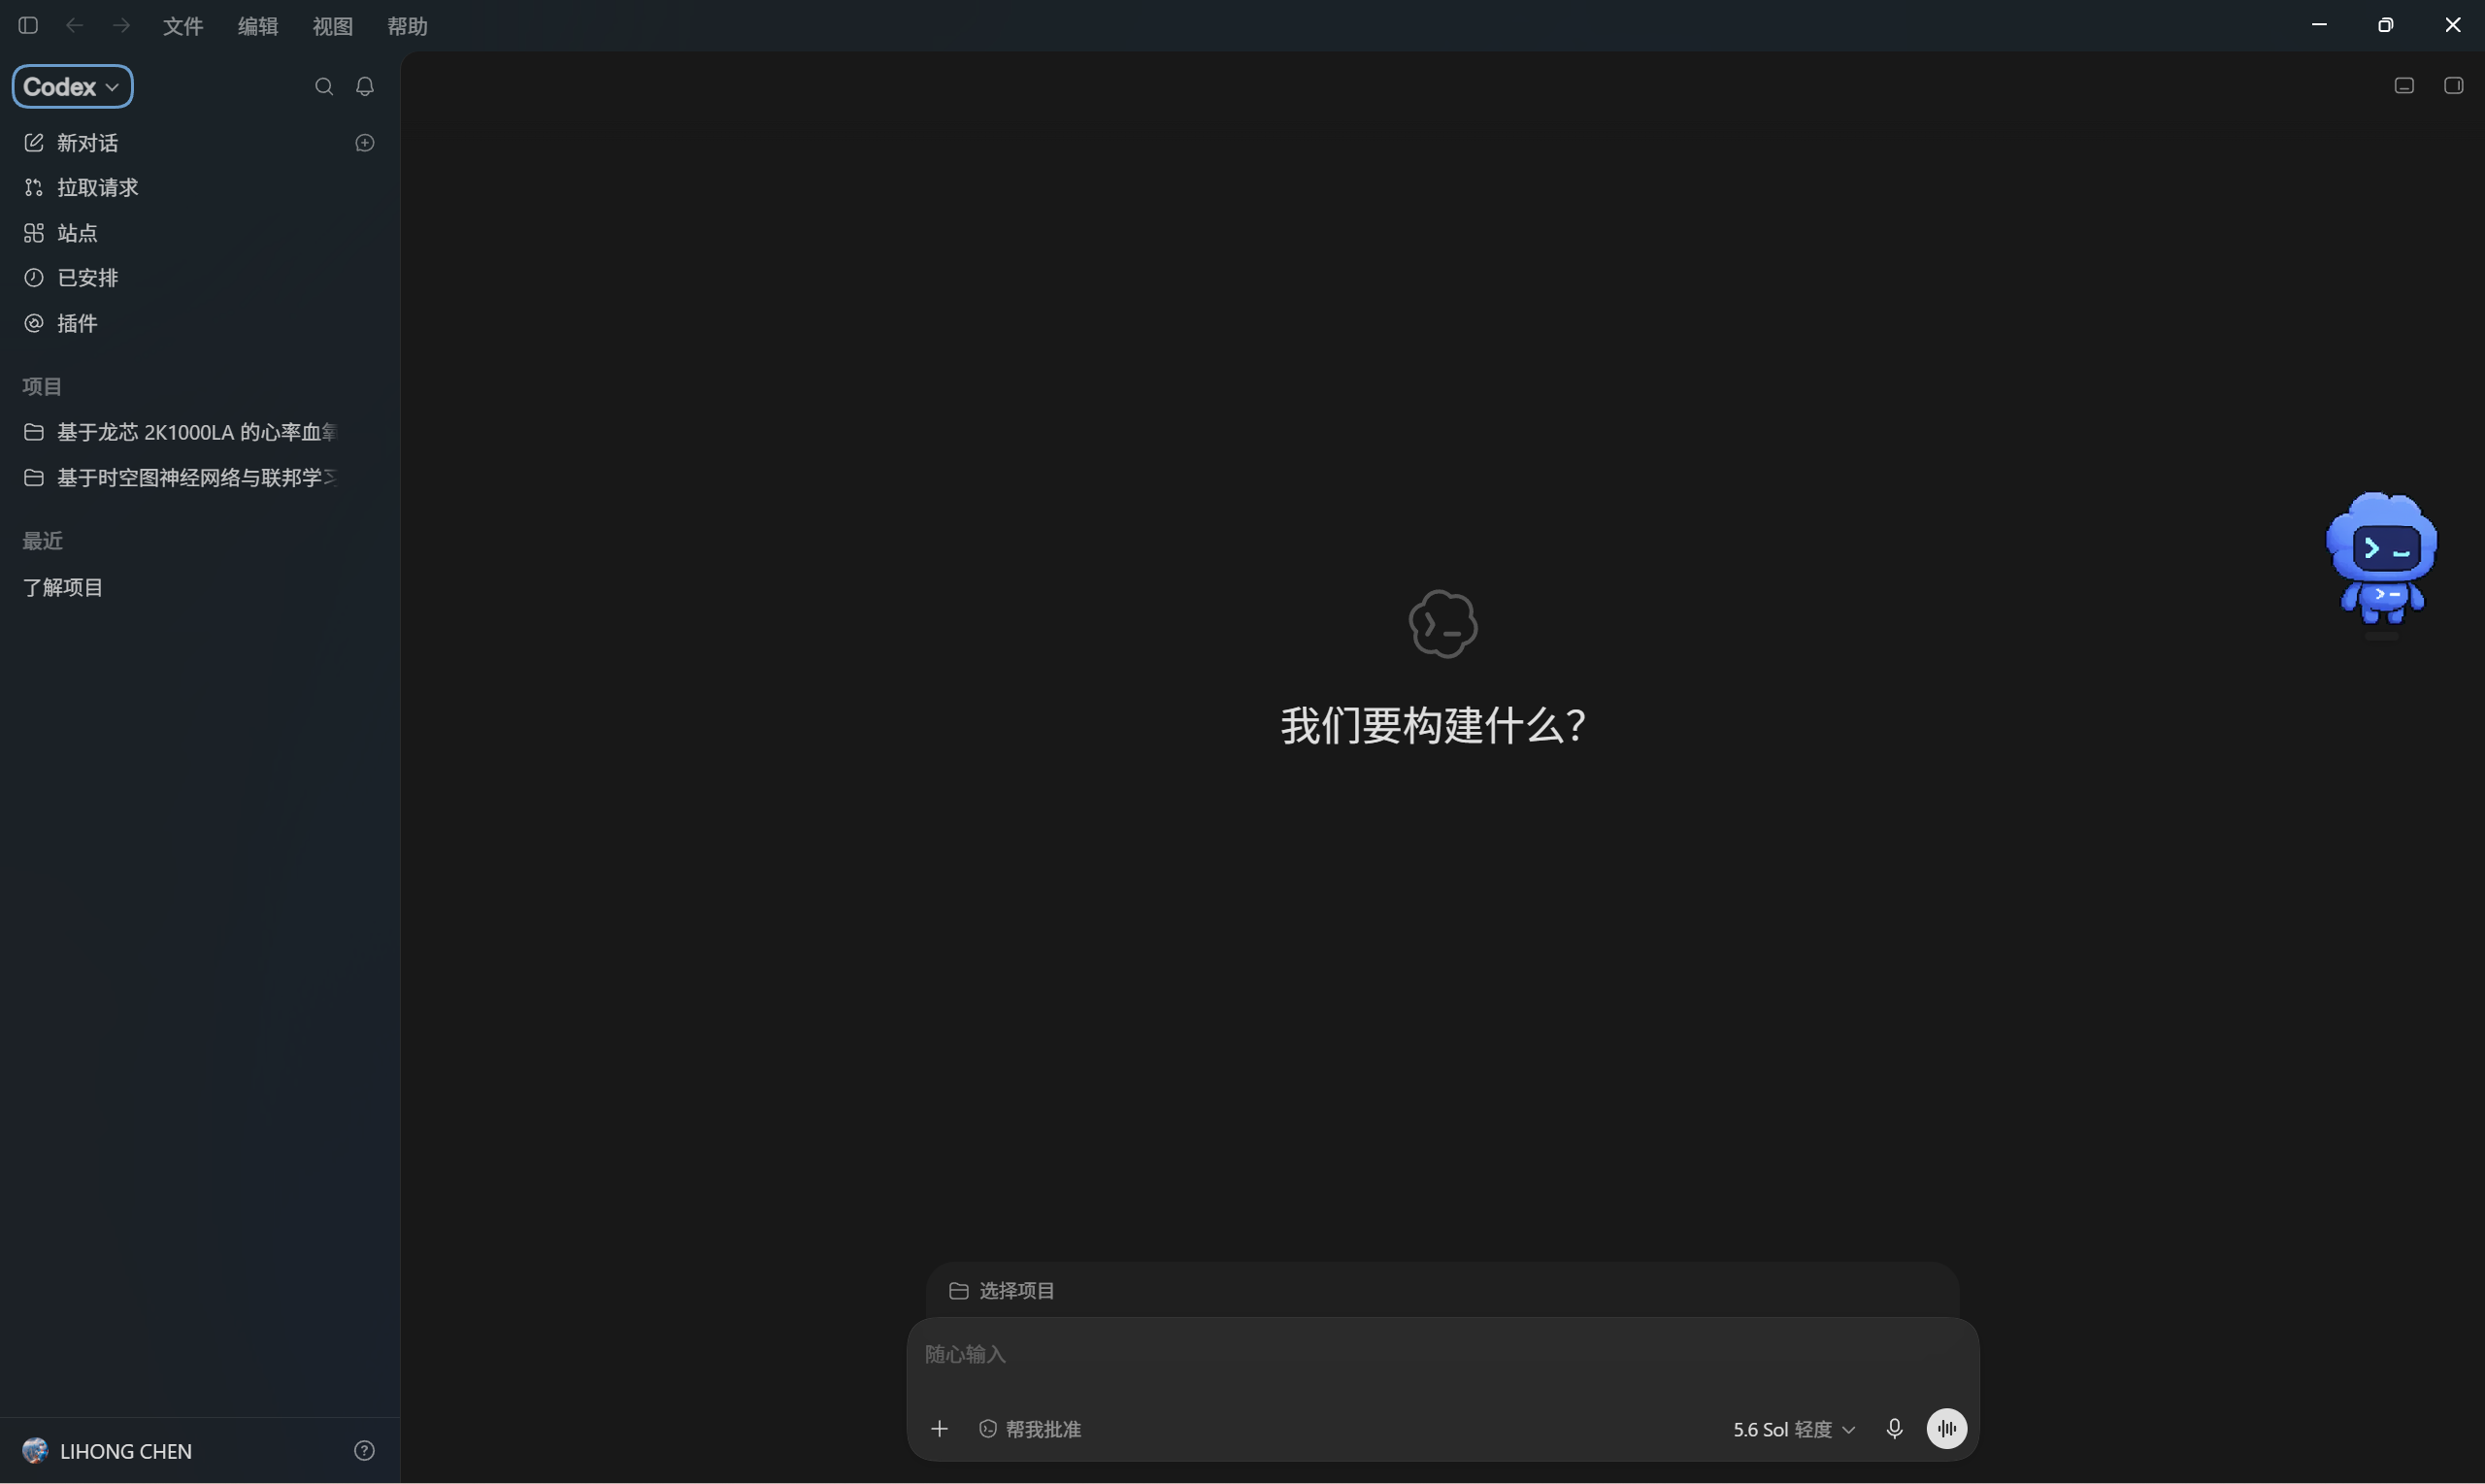 文件 编辑 视图 帮助
Codex
新对话
拉取请求
站点
已安排
插件
项目
基于龙芯 2K1000LA 的心率血氧
基于时空图神经网络与联邦学习
最近
了解项目
我们要构建什么？
选择项目
随心输入
帮我批准
5.6 Sol 轻度
LIHONG CHEN